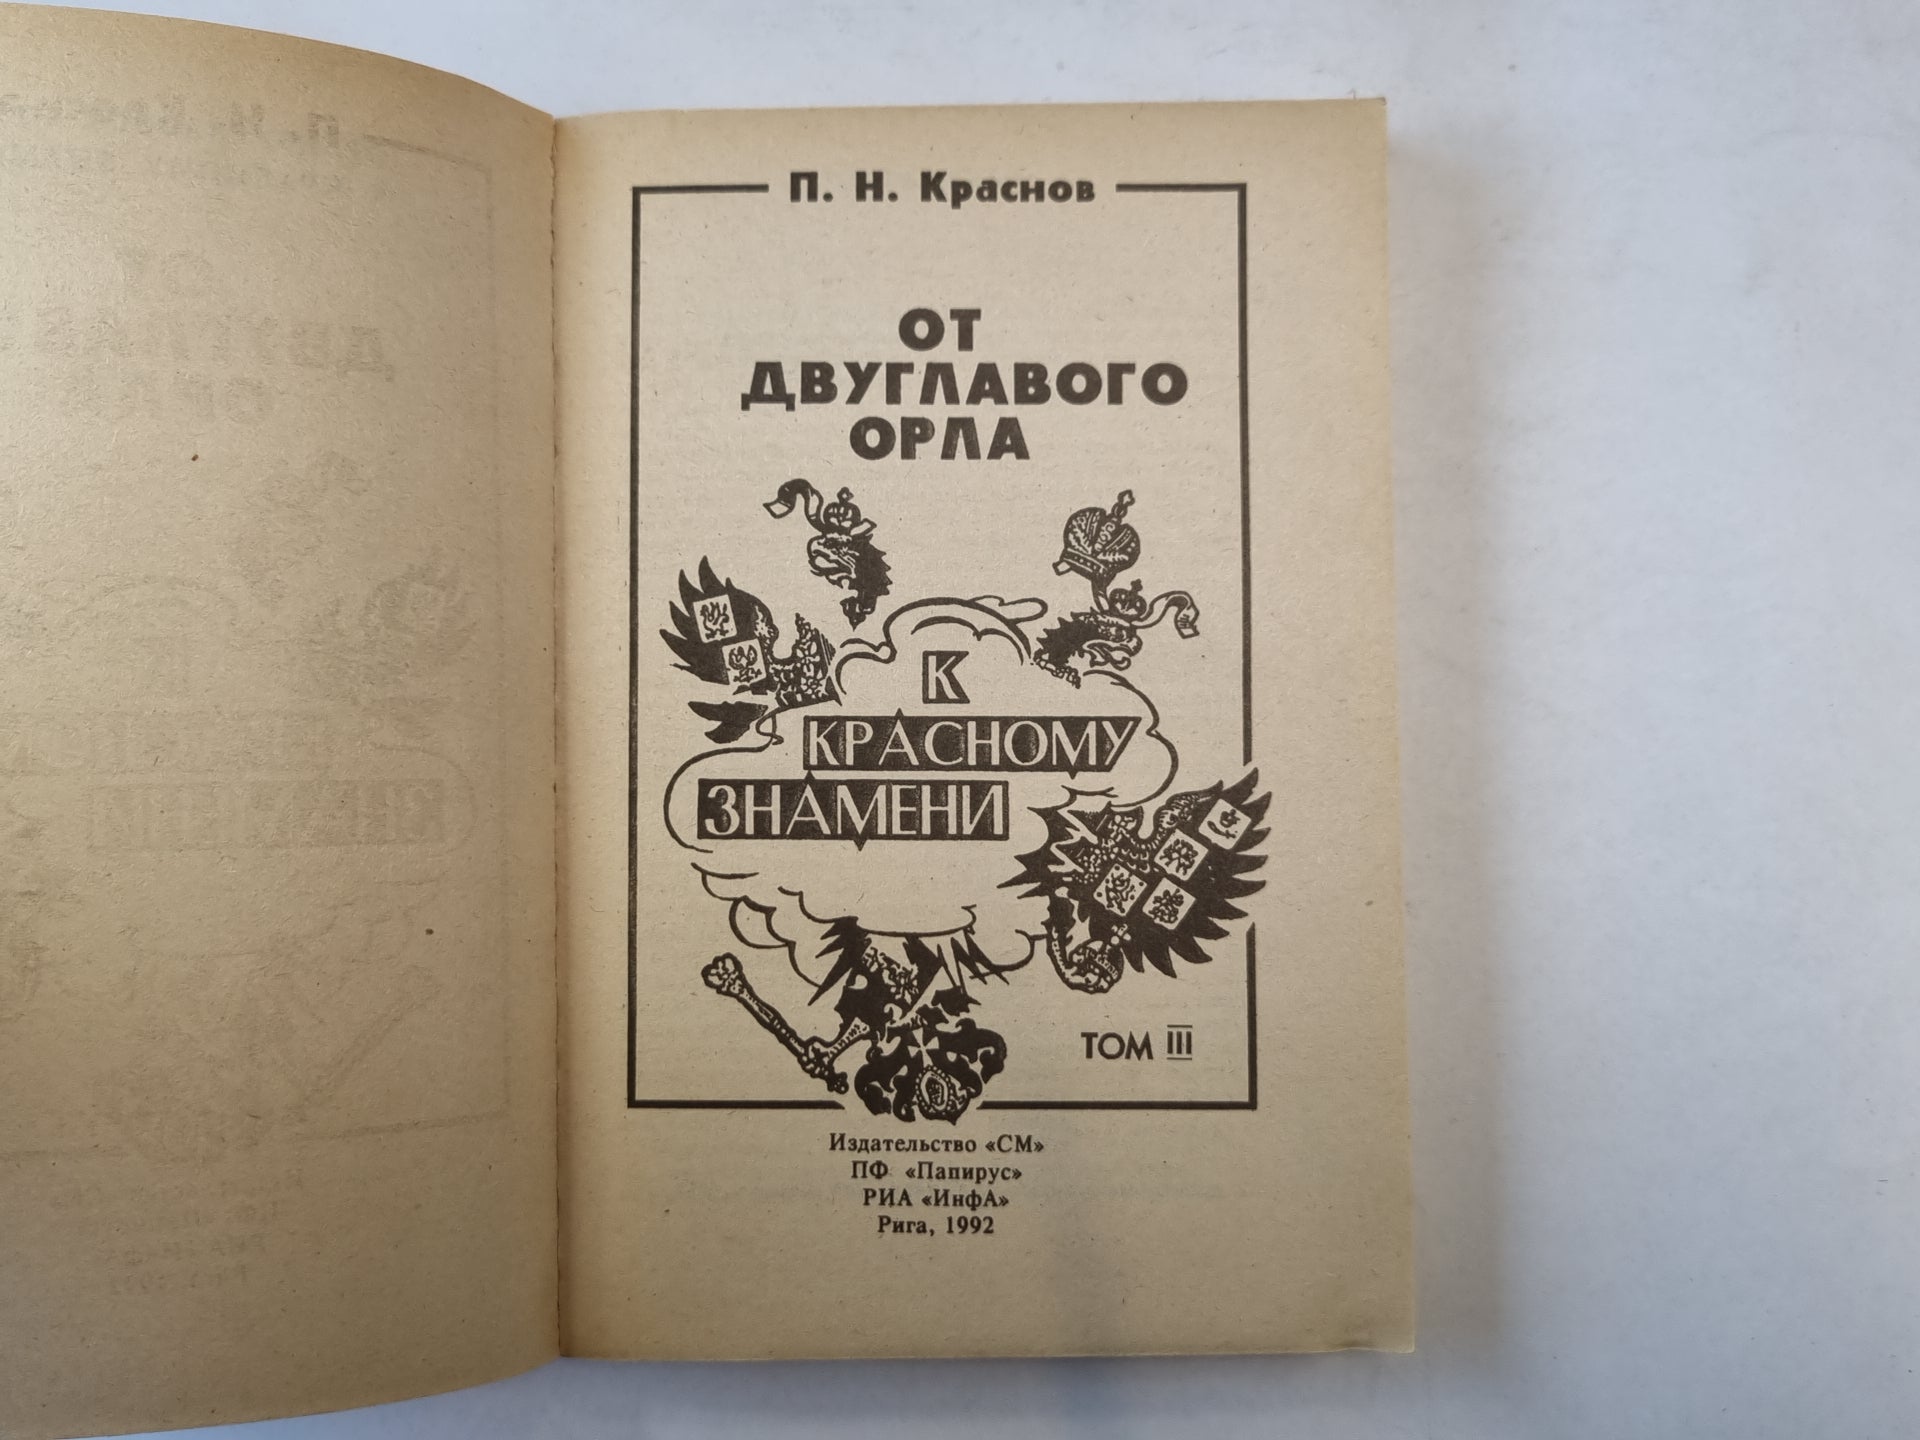 П. Н. Краснов
ОТ
ДВУГЛАВОГО
ОРЛА
К
КРАСНОМУ
ЗНАМЕНИ
ТОМ III
Издательство «СМ»
ПФ «Папирус»
РИА «ИнфА»
Рига, 1992